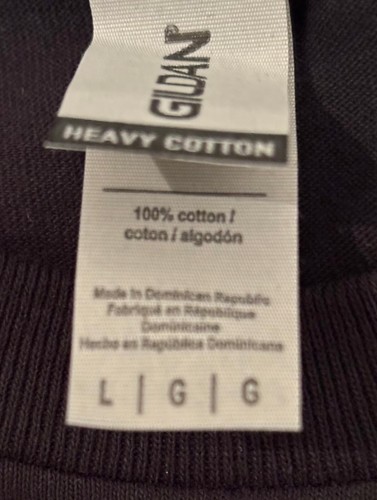 GILDAN®
HEAVY COTTON
100% cotton /
coton / algodón
Made in Dominican Republic
Fabriqué en République
Dominicaine
Hecho en República Dominicana
L | G | G